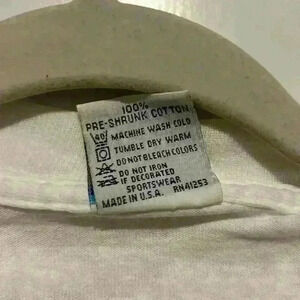 100%
PRE-SHRUNK COTTON
MACHINE WASH COLD
TUMBLE DRY WARM
DO NOT BLEACH COLORS
DO NOT IRON
IF DECORATED
SPORTSWEAR
MADE IN U.S.A. RN41253